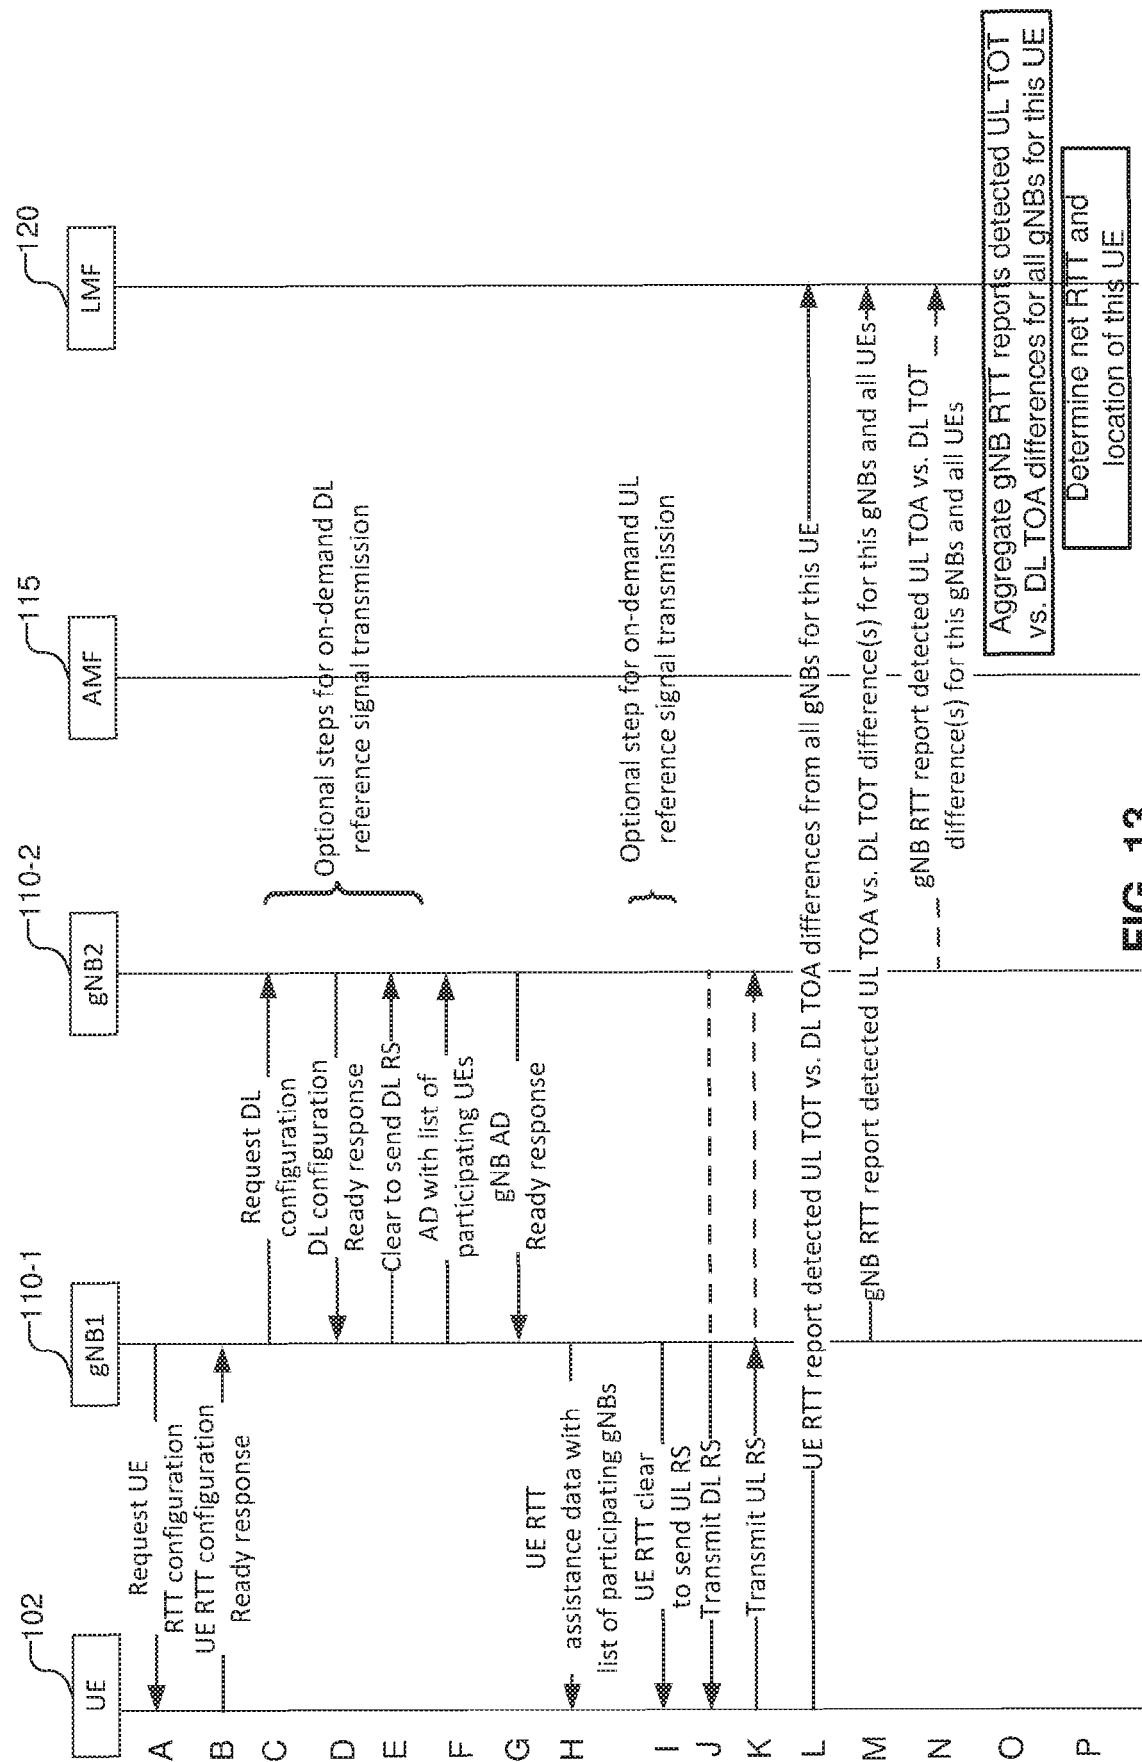 102
UE
110-1
gNB1
110-2
gNB2
115
AMF
120
LMF
A
Request UE
RTT configuration
B
UE RTT configuration
Ready response
C
Request DL
configuration
D
DL configuration
Ready response
E
Clear to send DL RS
Optional steps for on-demand DL
reference signal transmission
F
AD with list of
participating UEs
G
gNB AD
Ready response
H
UE RTT
assistance data with
list of participating gNBs
I
UE RTT clear
to send UL RS
Optional step for on-demand UL
reference signal transmission
J
Transmit DL RS
K
Transmit UL RS
L
UE RTT report detected UL TOT vs. DL TOA differences from all gNBs for this UE
M
gNB RTT report detected UL TOA vs. DL TOT difference(s) for this gNBs and all UEs
N
gNB RTT report detected UL TOA vs. DL TOT
difference(s) for this gNBs and all UEs
O
Aggregate gNB RTT reports detected UL TOT
vs. DL TOA differences for all gNBs for this UE
P
Determine net RTT and
location of this UE
FIG. 13